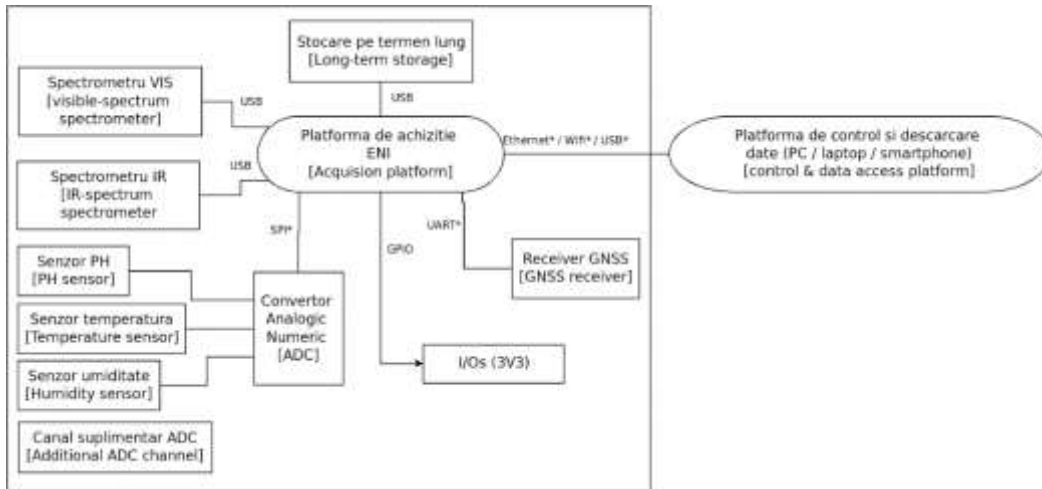 Stocare pe termen lung
[Long-term storage]
Spectrometru VIS
[visible-spectrum
spectrometer]
USB
USB
Platforma de achizitie
ENI
[Acquision platform]
Ethernet* / Wifi* / USB*
Platforma de control si descarcare
date (PC / laptop / smartphone)
[control & data access platform]
Spectrometru IR
[IR-spectrum
spectrometer
USB
SPI*
GPIO
UART*
Senzor PH
[PH sensor]
Receiver GNSS
[GNSS receiver]
Convertor
Analogic
Numeric
[ADC]
Senzor temperatura
[Temperature sensor]
I/Os (3V3)
Senzor umiditate
[Humidity sensor]
Canal suplimentar ADC
[Additional ADC channel]